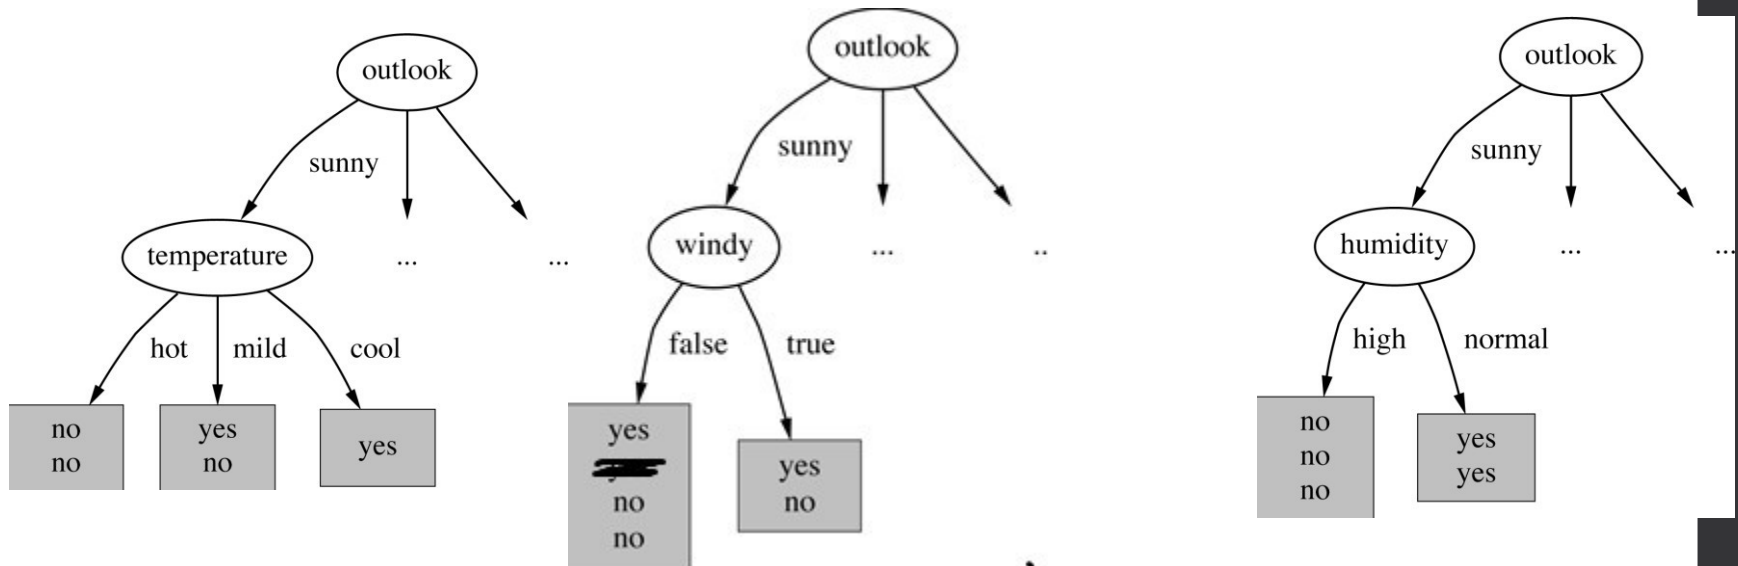 outlook
sunny
temperature
...
...
hot mild cool
no
no
yes
no
yes
outlook
sunny
windy
...
..
false true
yes
no
no
yes
no
outlook
sunny
humidity
...
...
high normal
no
no
no
yes
yes